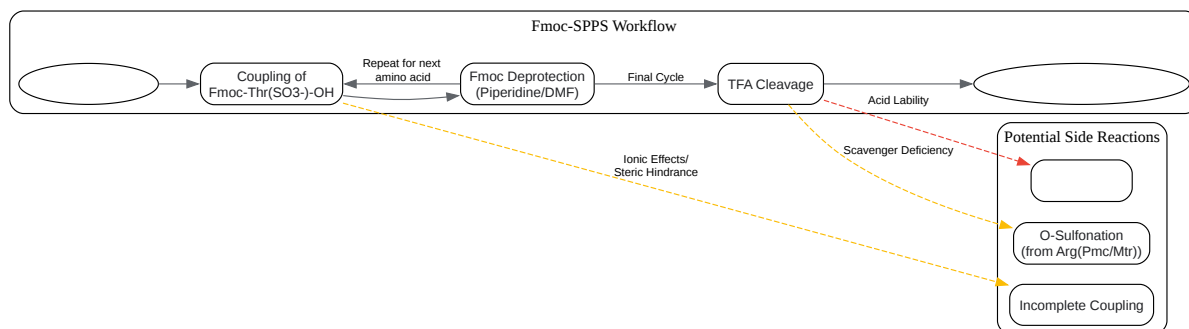 Fmoc-SPPS Workflow
Repeat for next
amino acid
Coupling of
Fmoc-Thr(SO3-)-OH
Fmoc Deprotection
(Piperidine/DMF)
Final Cycle
TFA Cleavage
Acid Lability
Potential Side Reactions
Scavenger Deficiency
Ionic Effects/
Steric Hindrance
O-Sulfonation
(from Arg(Pmc/Mtr))
Incomplete Coupling